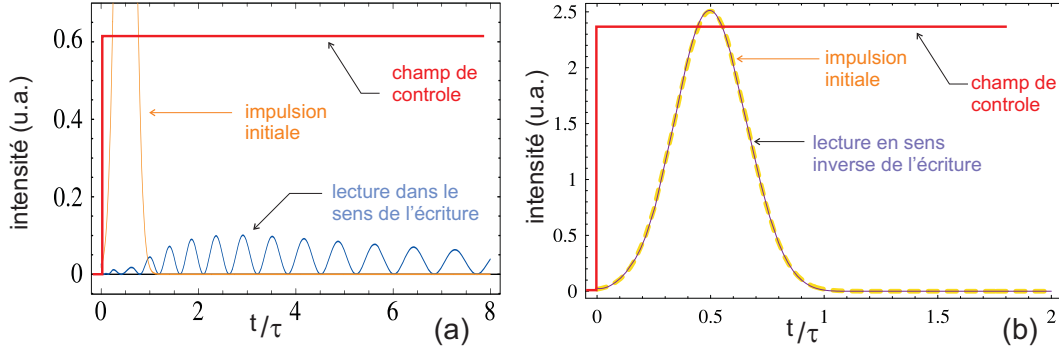 0.6
0.4
0.2
0
intensité (u.a.)
champ de
controle
impulsion
initiale
lecture dans le
sens de l'écriture
0 2 4 6 8
t/τ
(a)
2.5
2
1.5
1
0.5
0
intensité (u.a.)
impulsion
initiale
champ de
controle
lecture en sens
inverse de l'écriture
0 0.5 1 1.5 2
t/τ
(b)